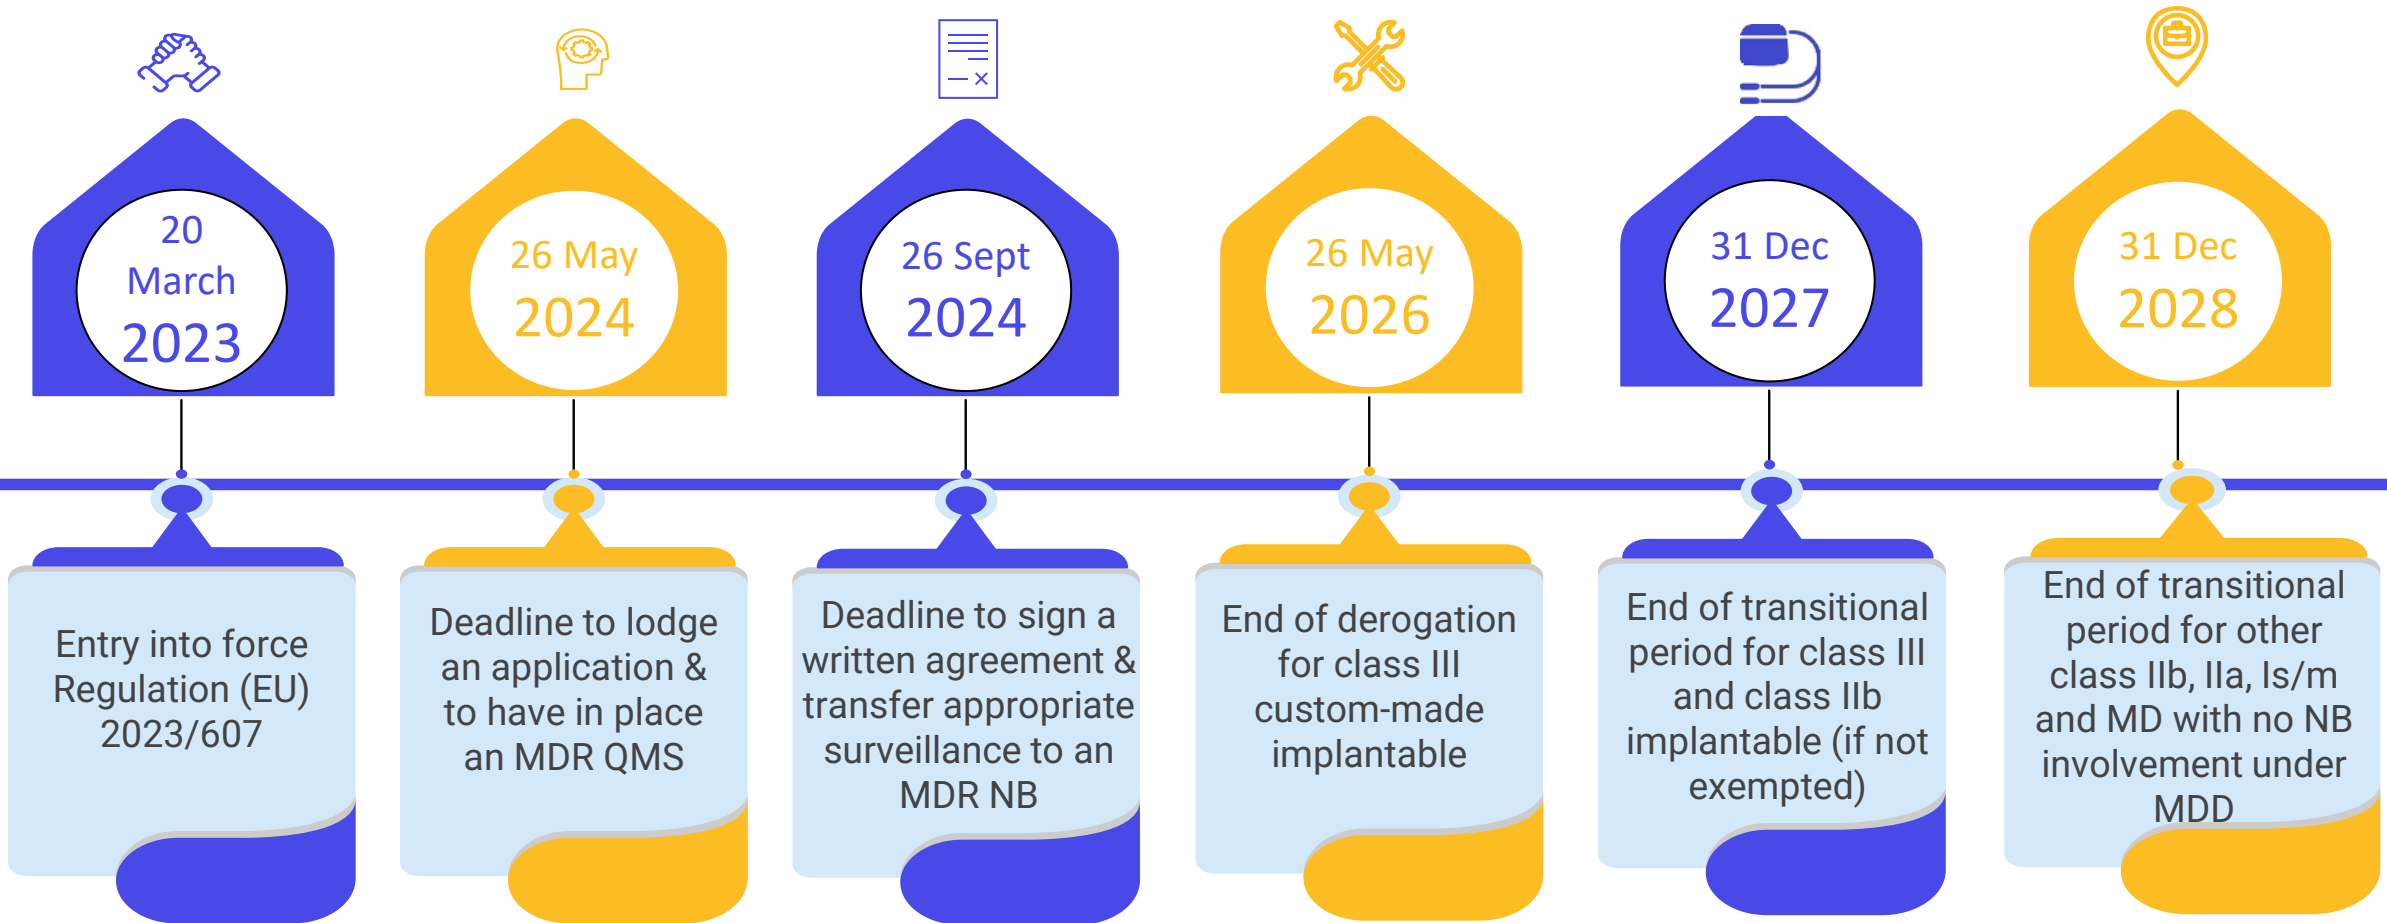 20
March
2023
26 May
2024
26 Sept
2024
26 May
2026
31 Dec
2027
31 Dec
2028
Entry into force
Regulation (EU)
2023/607
Deadline to lodge
an application &
to have in place
an MDR QMS
Deadline to sign a
written agreement &
transfer appropriate
surveillance to an
MDR NB
End of derogation
for class III
custom-made
implantable
End of transitional
period for class III
and class IIb
implantable (if not
exempted)
End of transitional
period for other
class IIb, IIa, Is/m
and MD with no NB
involvement under
MDD